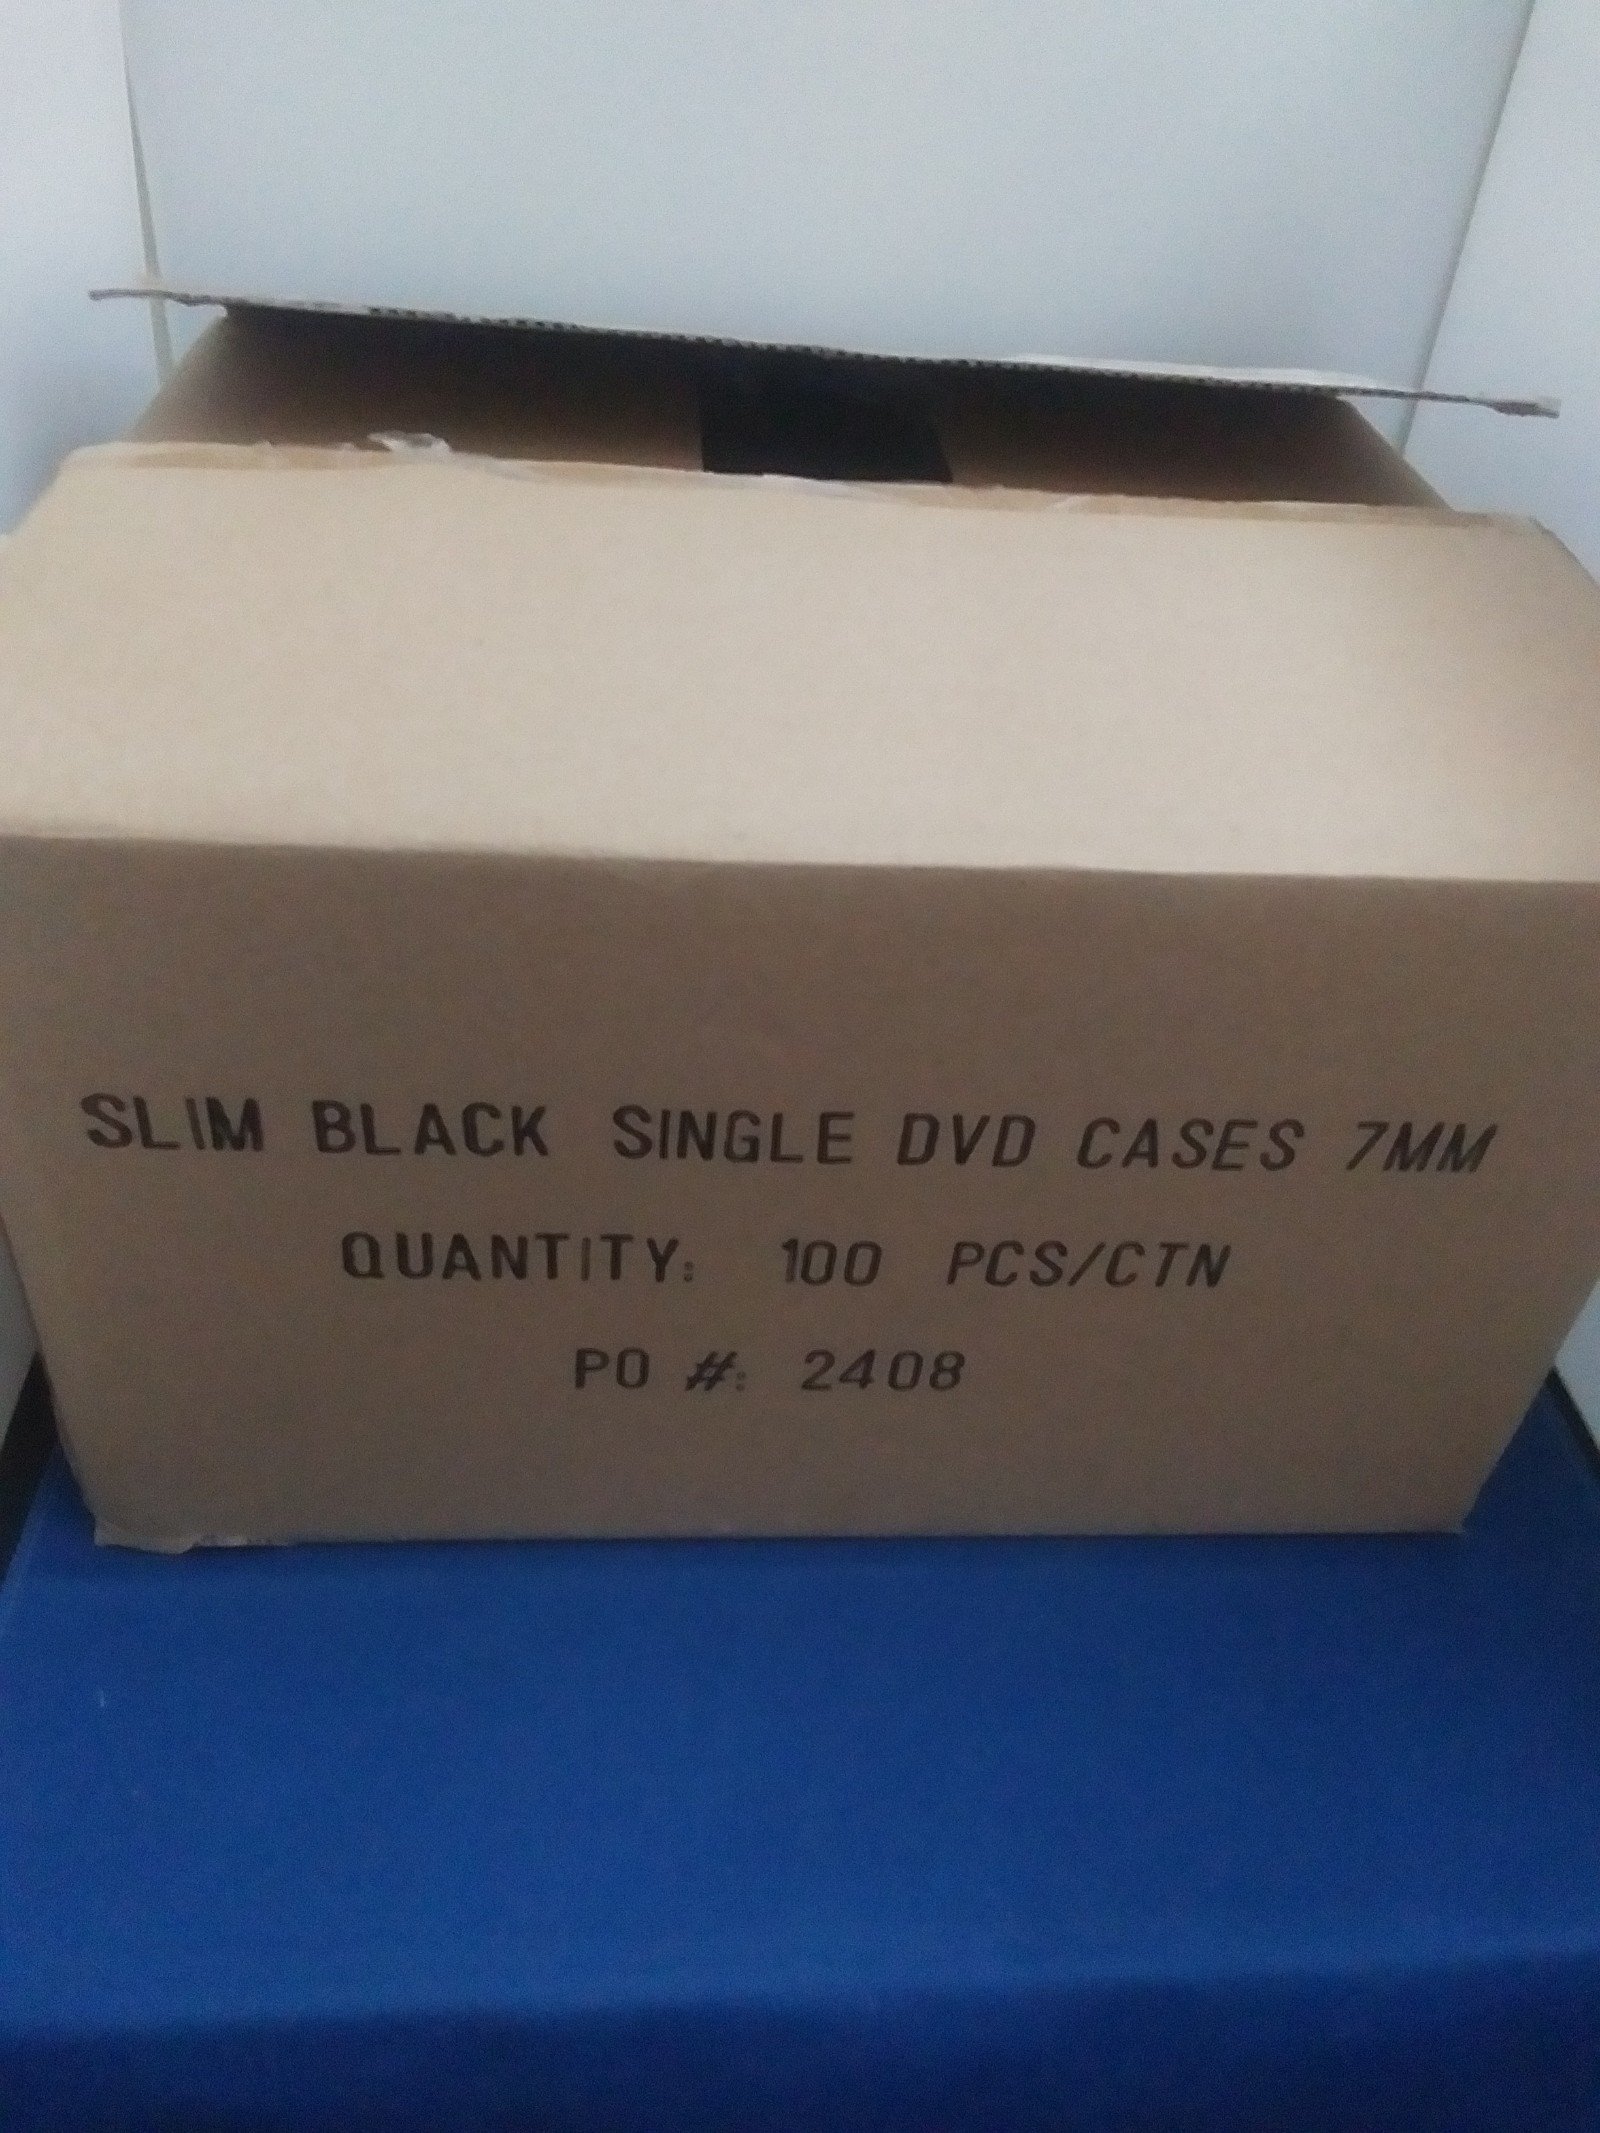 SLIM BLACK SINGLE DVD CASES 7MM
QUANTITY: 100 PCS/CTN
PO #: 2408